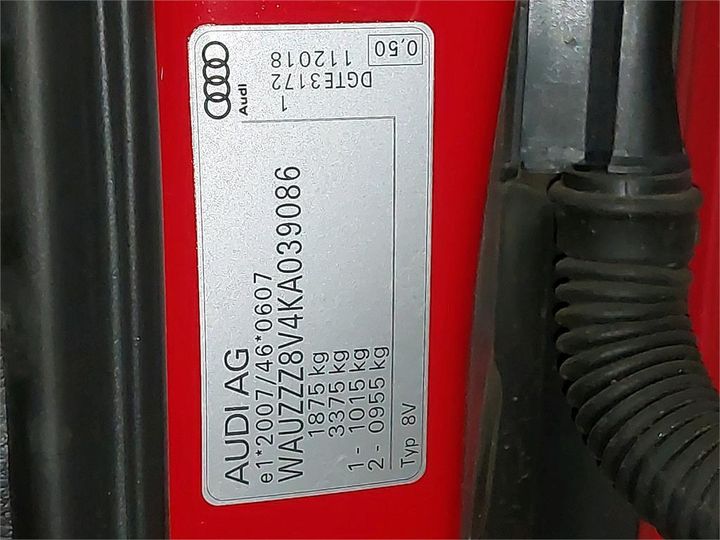 AUDI AG
e1*2007/46*0607
WAUZZZ8V4KA039086
1875 kg
3375 kg
1 - 1015 kg
2 - 0955 kg
Typ 8V
Audi
1
DGTE3172
112018
0,50